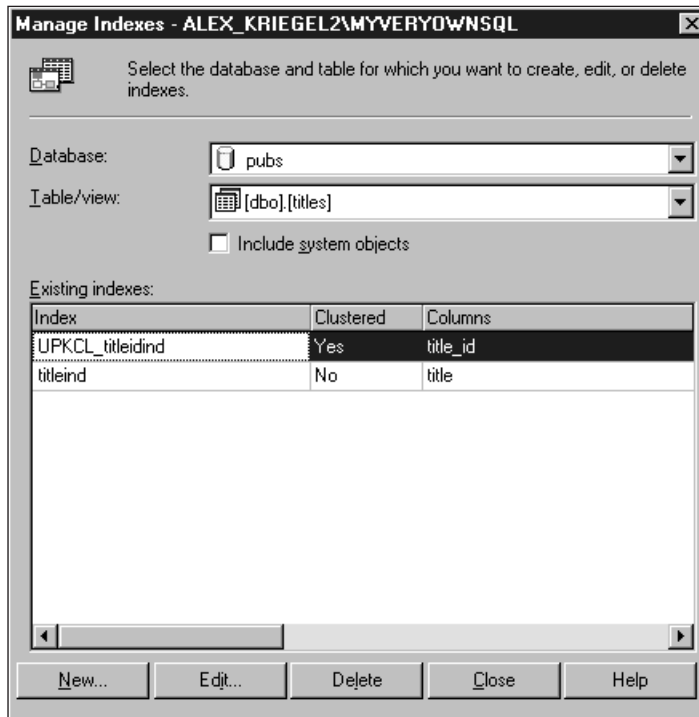 Manage Indexes - ALEX_KRIEGEL2\MYVERYOWNSQL
Select the database and table for which you want to create, edit, or delete
indexes.
Database: pubs
Table/view: [dbo].[titles]
Include system objects
Existing indexes:
Index Clustered Columns
UPKCL_titleidind Yes title_id
titleind No title
New... Edit... Delete Close Help